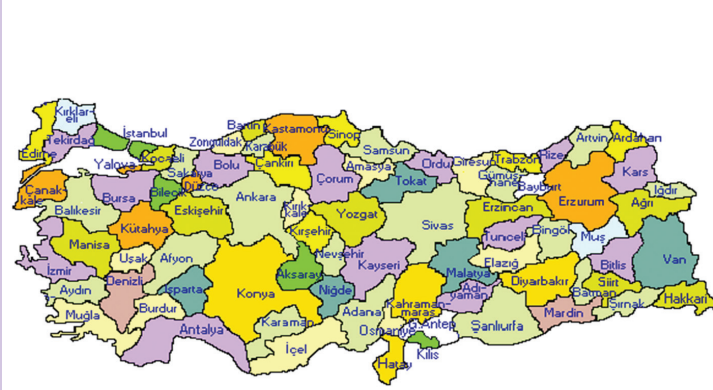 Kırklar-
eli
Edirne
Tekirdağ
İstanbul
Yalova
Kocaeli
Sakarya
Düzce
Zonguldak
Bartın
Karabük
Kastamonu
Sinop
Samsun
Ordu
Giresun
Trabzon
Rize
Artvin
Ardahan
Kars
Iğdır
Ağrı
Erzurum
Bayburt
Gümüş-
hane
Tokat
Amasya
Çorum
Çankırı
Bolu
Bilecik
Bursa
Çanak-
kale
Balıkesir
Kütahya
Eskişehir
Ankara
Kırık-
kale
Kırşehir
Yozgat
Sivas
Erzincan
Tunceli
Bingöl
Muş
Bitlis
Van
Hakkari
Şırnak
Siirt
Batman
Mardin
Diyarbakır
Elazığ
Malatya
Adı-
yaman
Şanlıurfa
G.Antep
Kilis
Hatay
Osmaniye
Kahraman-
maras
Adana
Kayseri
Nevşehir
Niğde
Aksaray
Konya
Karaman
İçel
Antalya
Isparta
Burdur
Afyon
Uşak
Denizli
Manisa
İzmir
Aydın
Muğla